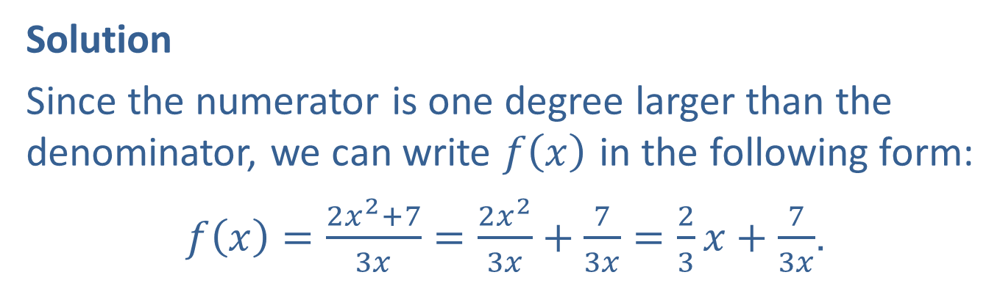 Solution
Since the numerator is one degree larger than the
denominator, we can write f(x) in the following form:
f(x) = \frac{2x^2+7}{3x} = \frac{2x^2}{3x} + \frac{7}{3x} = \frac{2}{3}x + \frac{7}{3x}.